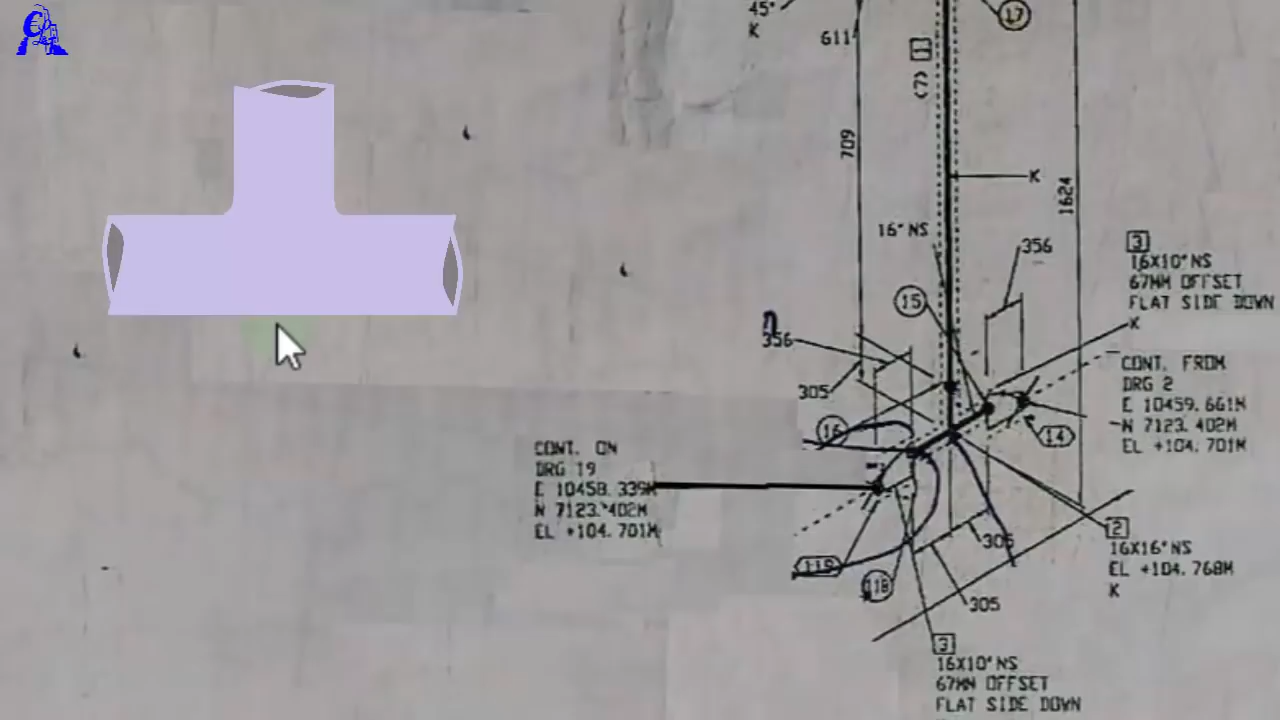 45°
K
611
17
1
(7)
709
K
1624
16"NS
356
3
16X10"NS
67MM OFFSET
FLAT SIDE DOWN
K
15
356
305
CONT. FROM
DRG 2
E 10459.661M
N 7123.402M
EL +104.701M
16
14
CONT. ON
DRG 19
E 10458.339M
N 7123.402M
EL +104.701M
305
2
16X16"NS
EL +104.768M
K
119
118
305
3
16X10"NS
67MM OFFSET
FLAT SIDE DOWN